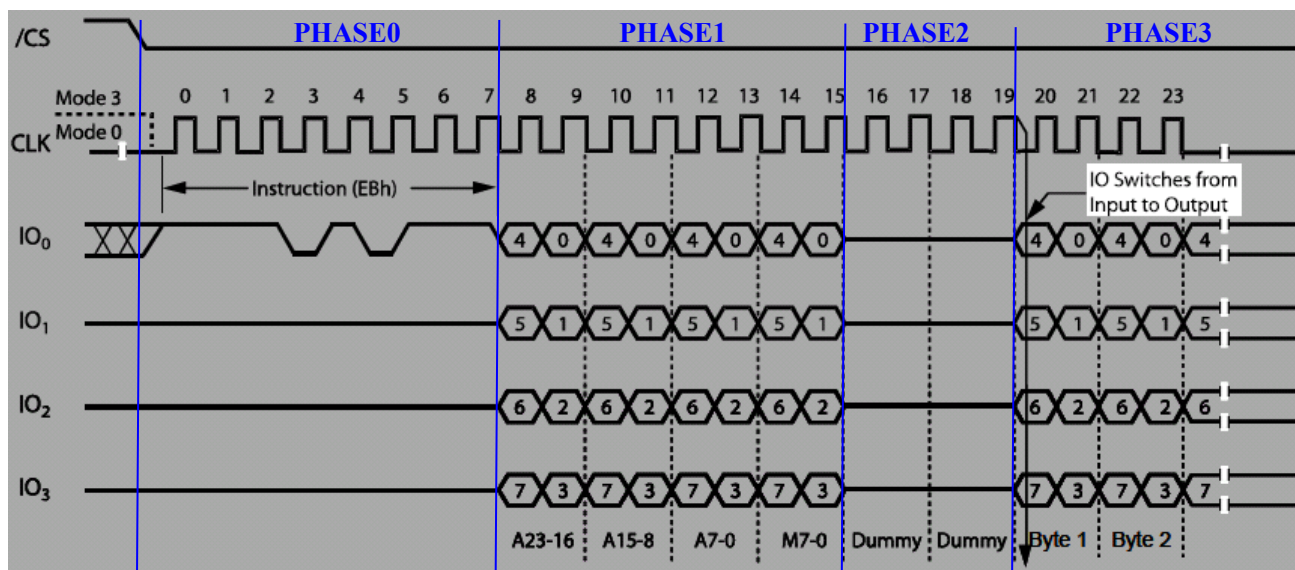 PHASE0 PHASE1 PHASE2 PHASE3
/CS
Mode 3
0 1 2 3 4 5 6 7 8 9 10 11 12 13 14 15 16 17 18 19 20 21 22 23
Mode 0
CLK
Instruction (EBh)
IO Switches from
Input to Output
IO0 4 0 4 0 4 0 4 0 4 0 4 0 4
IO1 5 1 5 1 5 1 5 1 5 1 5 1 5
IO2 6 2 6 2 6 2 6 2 6 2 6 2 6
IO3 7 3 7 3 7 3 7 3 7 3 7 3 7
A23-16 A15-8 A7-0 M7-0 Dummy Dummy Byte 1 Byte 2